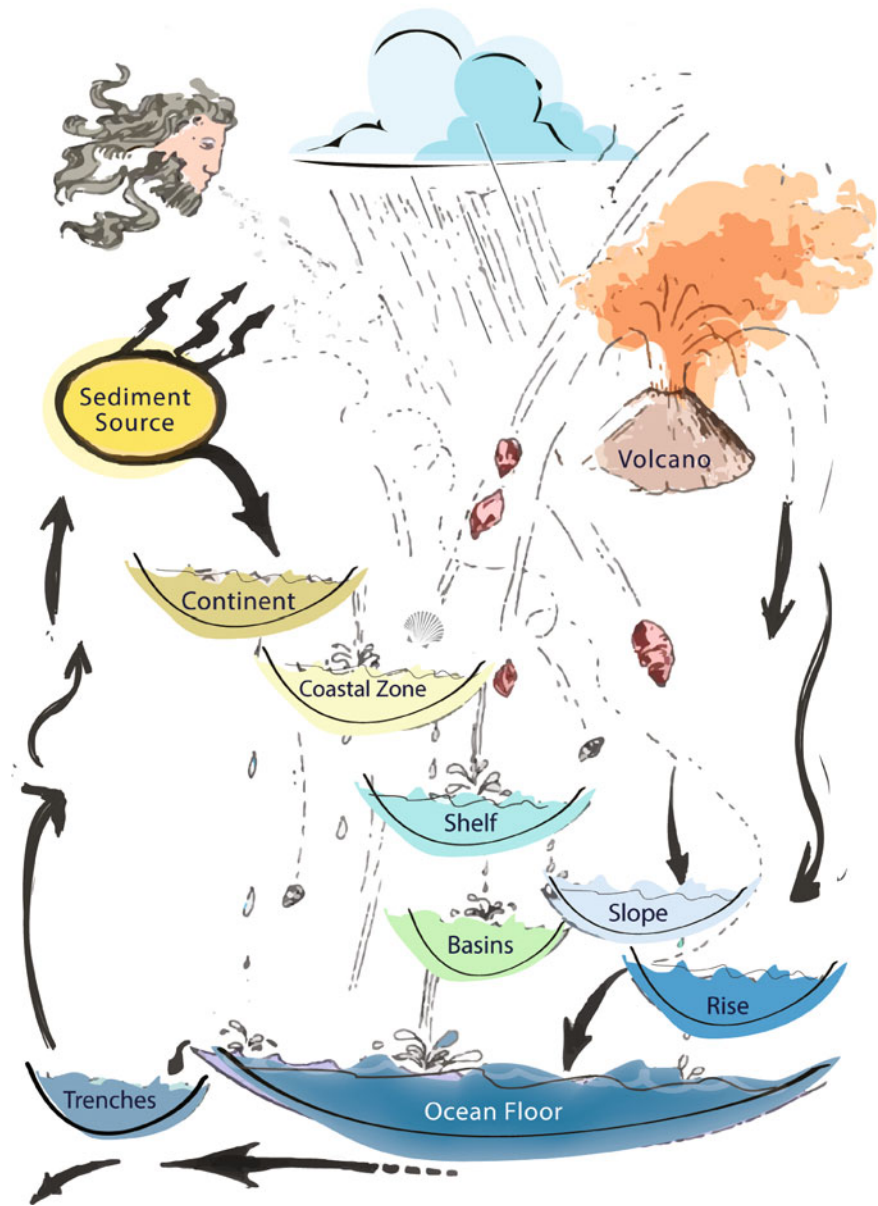 Sediment
Source
Volcano
Continent
Coastal Zone
Shelf
Slope
Basins
Rise
Trenches
Ocean Floor